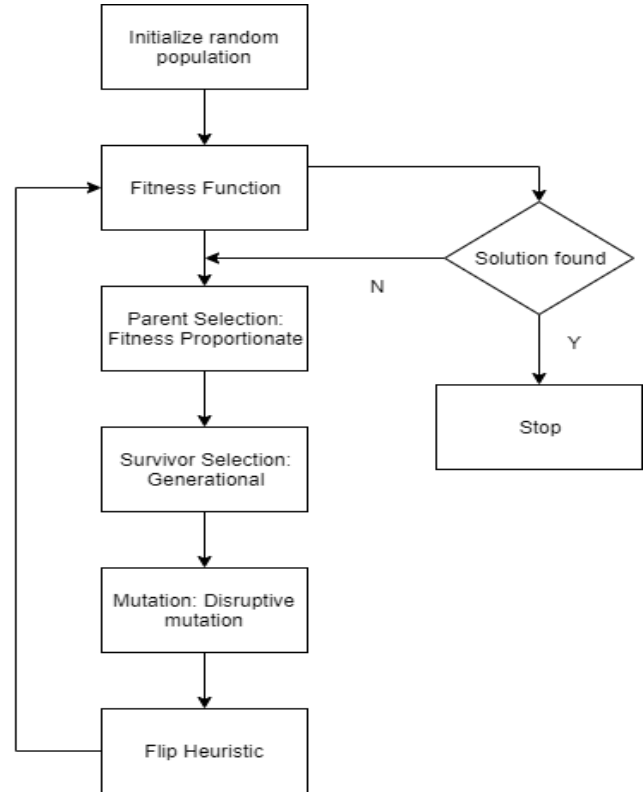 Initialize random
population
Fitness Function
Solution found
N
Parent Selection:
Fitness Proportionate
Y
Stop
Survivor Selection:
Generational
Mutation: Disruptive
mutation
Flip Heuristic